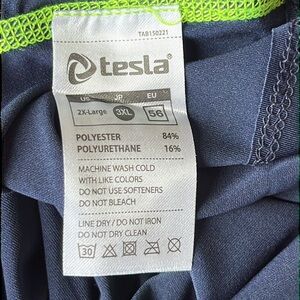 TAB150221
tesla
US JP EU
2X-Large 3XL 56
POLYESTER 84%
POLYURETHANE 16%
MACHINE WASH COLD
WITH LIKE COLORS
DO NOT USE SOFTENERS
DO NOT BLEACH
LINE DRY / DO NOT IRON
DO NOT DRY CLEAN
30